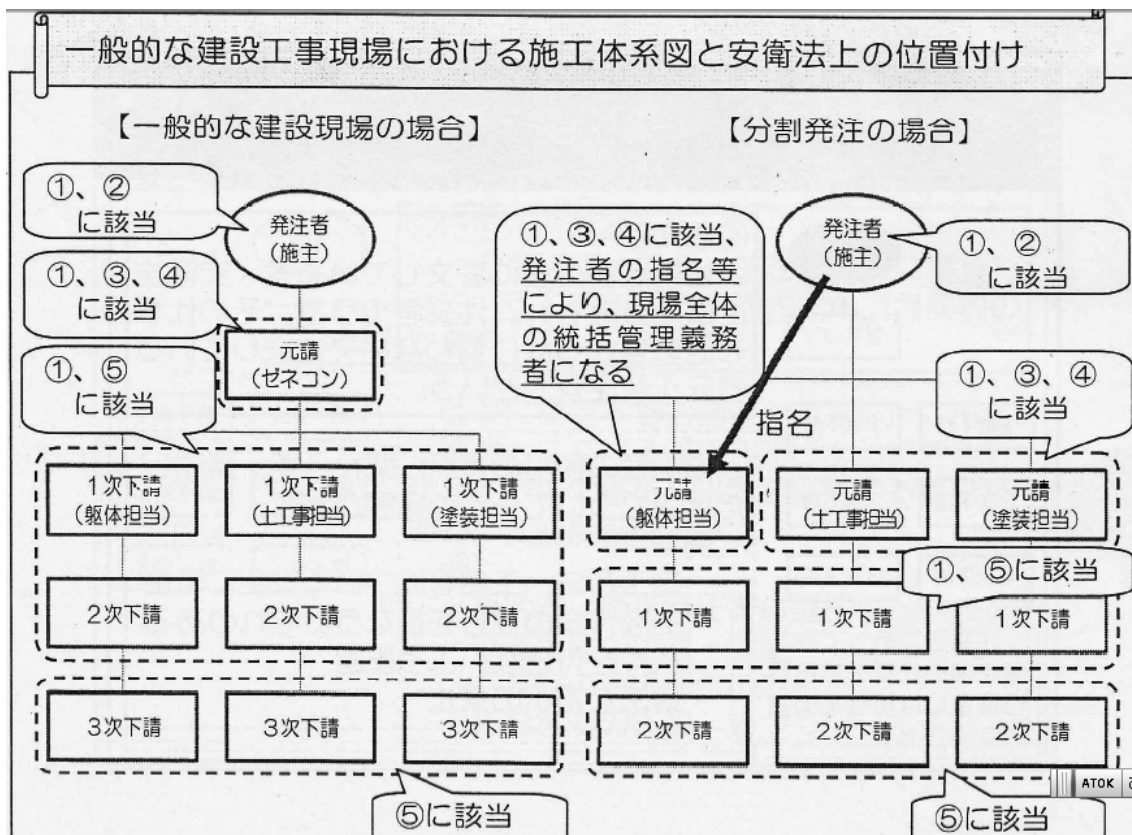 一般的な建設工事現場における施工体系図と安衛法上の位置付け
【一般的な建設現場の場合】
①、②
に該当
発注者
(施主)
①、③、④
に該当
元請
(ゼネコン)
①、⑤
に該当
1次下請
(躯体担当)
1次下請
(土工事担当)
1次下請
(塗装担当)
2次下請
2次下請
2次下請
3次下請
3次下請
3次下請
⑤に該当
【分割発注の場合】
発注者
(施主)
①、②
に該当
①、③、④に該当、
発注者の指名等
により、現場全体
の統括管理義務
者になる
指名
①、③、④
に該当
元請
(躯体担当)
元請
(土工事担当)
元請
(塗装担当)
①、⑤に該当
1次下請
1次下請
1次下請
2次下請
2次下請
2次下請
⑤に該当
ATOK